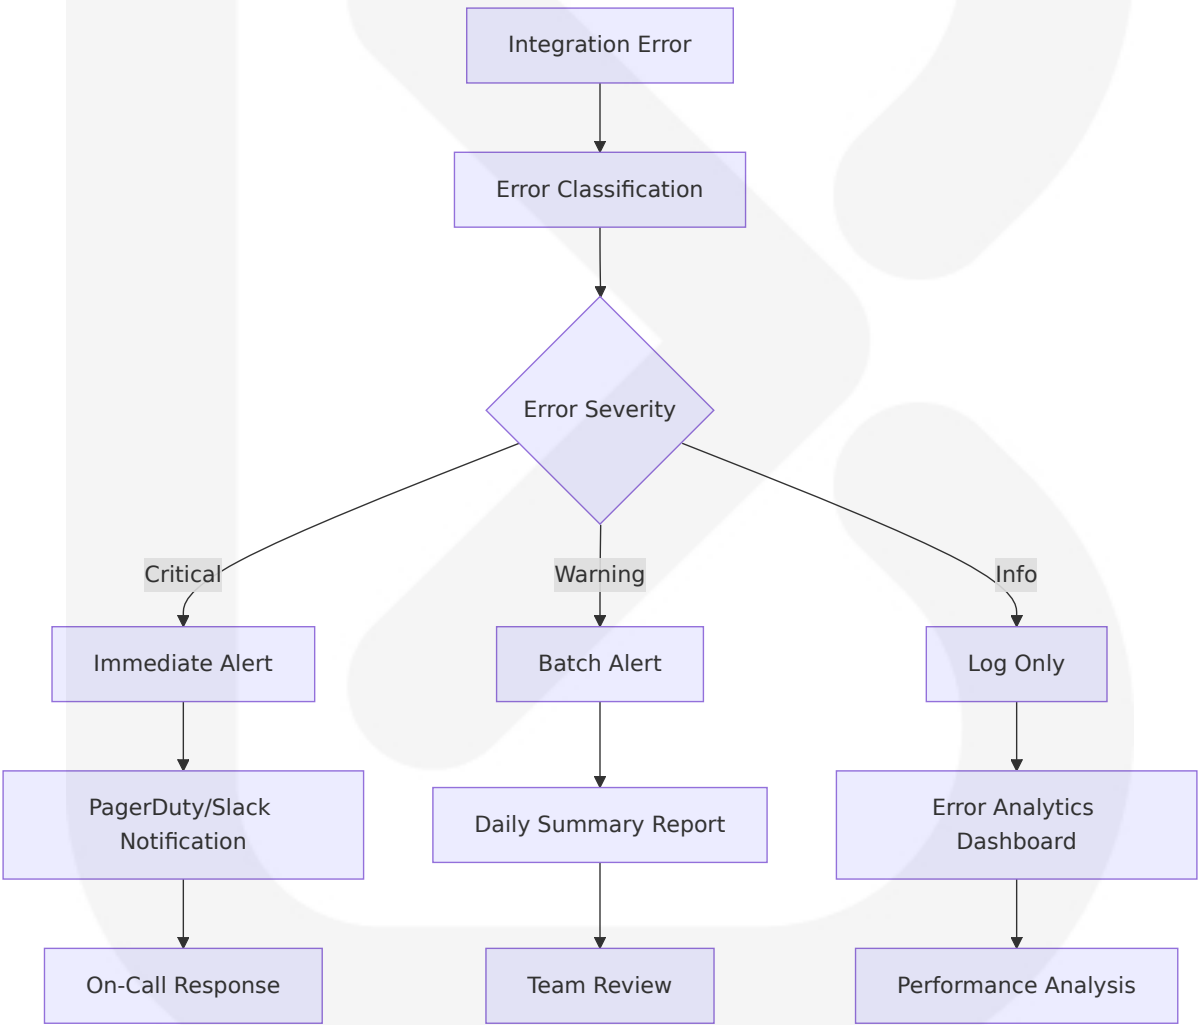 Integration Error
Error Classification
Error Severity
Critical
Warning
Info
Immediate Alert
Batch Alert
Log Only
PagerDuty/Slack
Notification
Daily Summary Report
Error Analytics
Dashboard
On-Call Response
Team Review
Performance Analysis